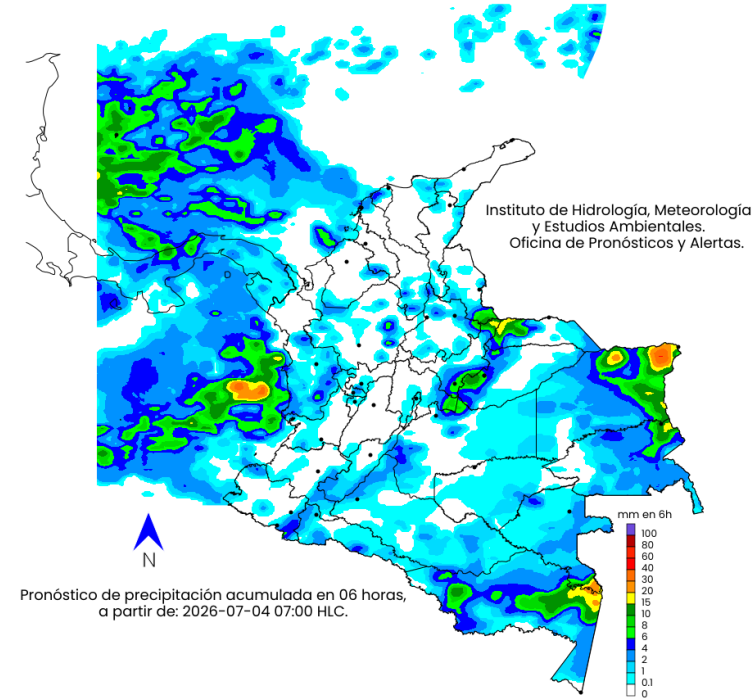 Instituto de Hidrología, Meteorología
y Estudios Ambientales.
Oficina de Pronósticos y Alertas.
mm en 6h
100
80
60
40
30
20
15
10
8
6
4
2
1
0.1
0
N
Pronóstico de precipitación acumulada en 06 horas,
a partir de: 2026-07-04 07:00 HLC.